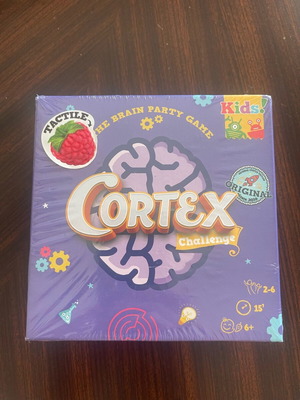 TACTILE
THE BRAIN PARTY GAME
Kids!
CORTEX
Challenge
ORIGINAL
2-6
15'
6+